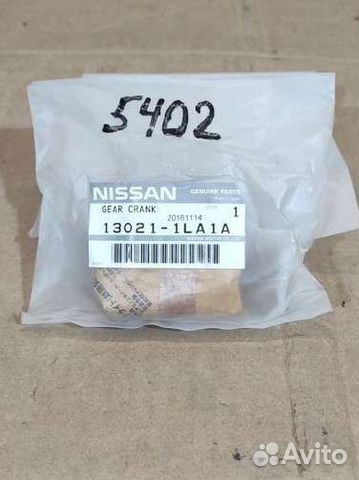 5402
NISSAN
GENUINE PARTS
GEAR CRANK
20161114
1
13021-1LA1A
Avito